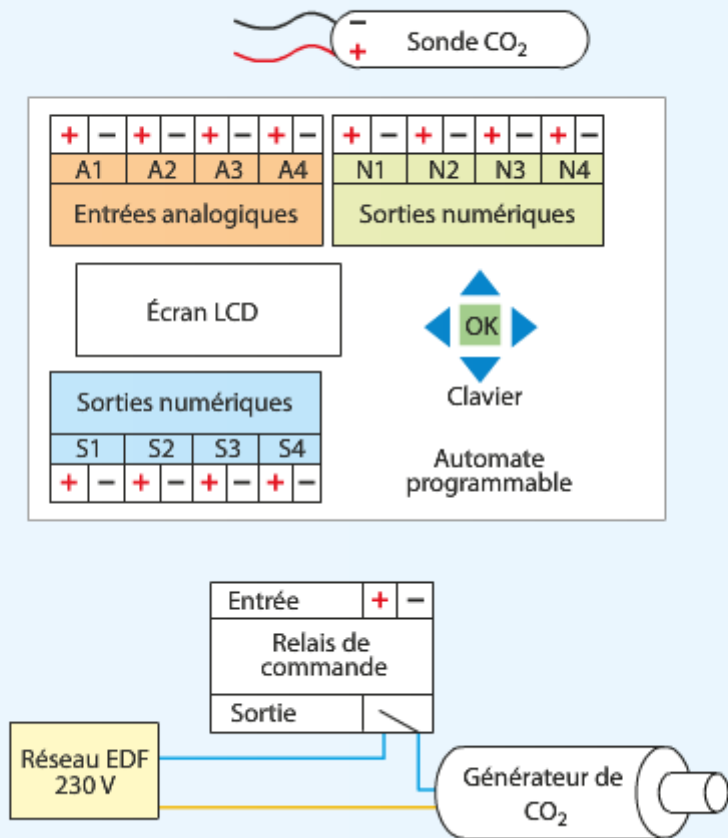 − Sonde CO₂
+
+ − + − + − + − + − + − + − + −
A1 A2 A3 A4 N1 N2 N3 N4
Entrées analogiques Sorties numériques
Écran LCD OK
Clavier
Sorties numériques
S1 S2 S3 S4 Automate
+ − + − + − + − programmable
Entrée + −
Relais de
commande
Sortie
Réseau EDF
230 V
Générateur de
CO₂